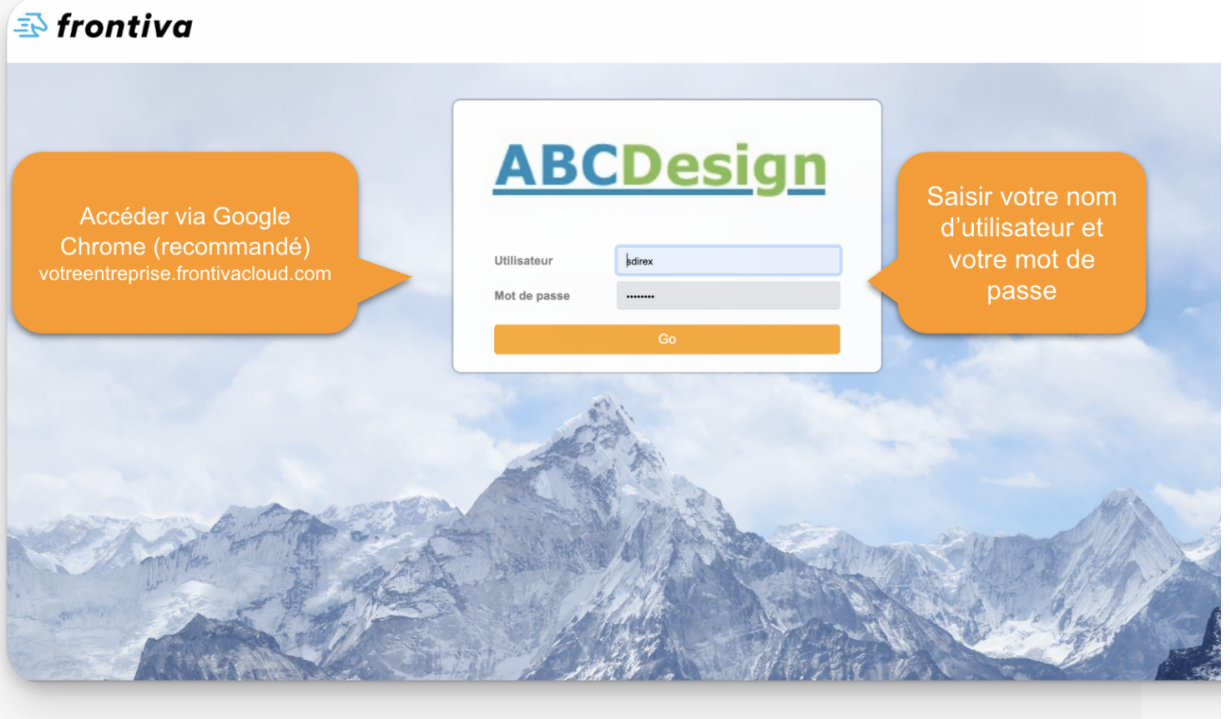 frontiva
ABCDesign
Accéder via Google
Chrome (recommandé)
votreentreprise.frontivacloud.com
Utilisateur
sdirex
Mot de passe
••••••••
Go
Saisir votre nom
d’utilisateur et
votre mot de
passe